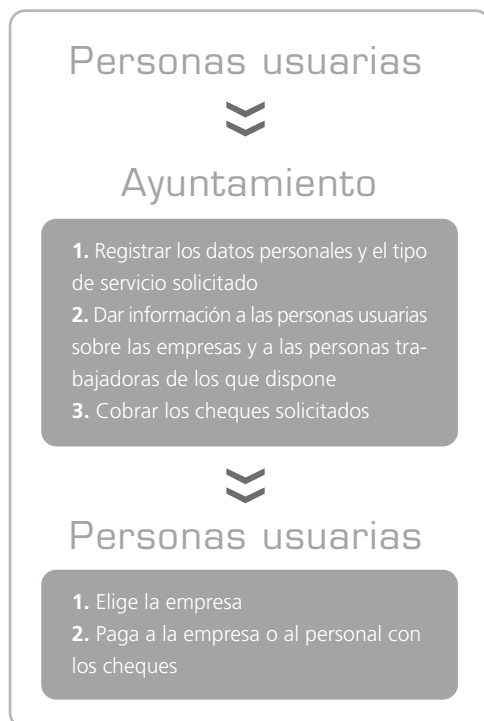 Personas usuarias
Ayuntamiento
1. Registrar los datos personales y el tipo
de servicio solicitado
2. Dar información a las personas usuarias
sobre las empresas y a las personas tra-
bajadoras de los que dispone
3. Cobrar los cheques solicitados
Personas usuarias
1. Elige la empresa
2. Paga a la empresa o al personal con
los cheques